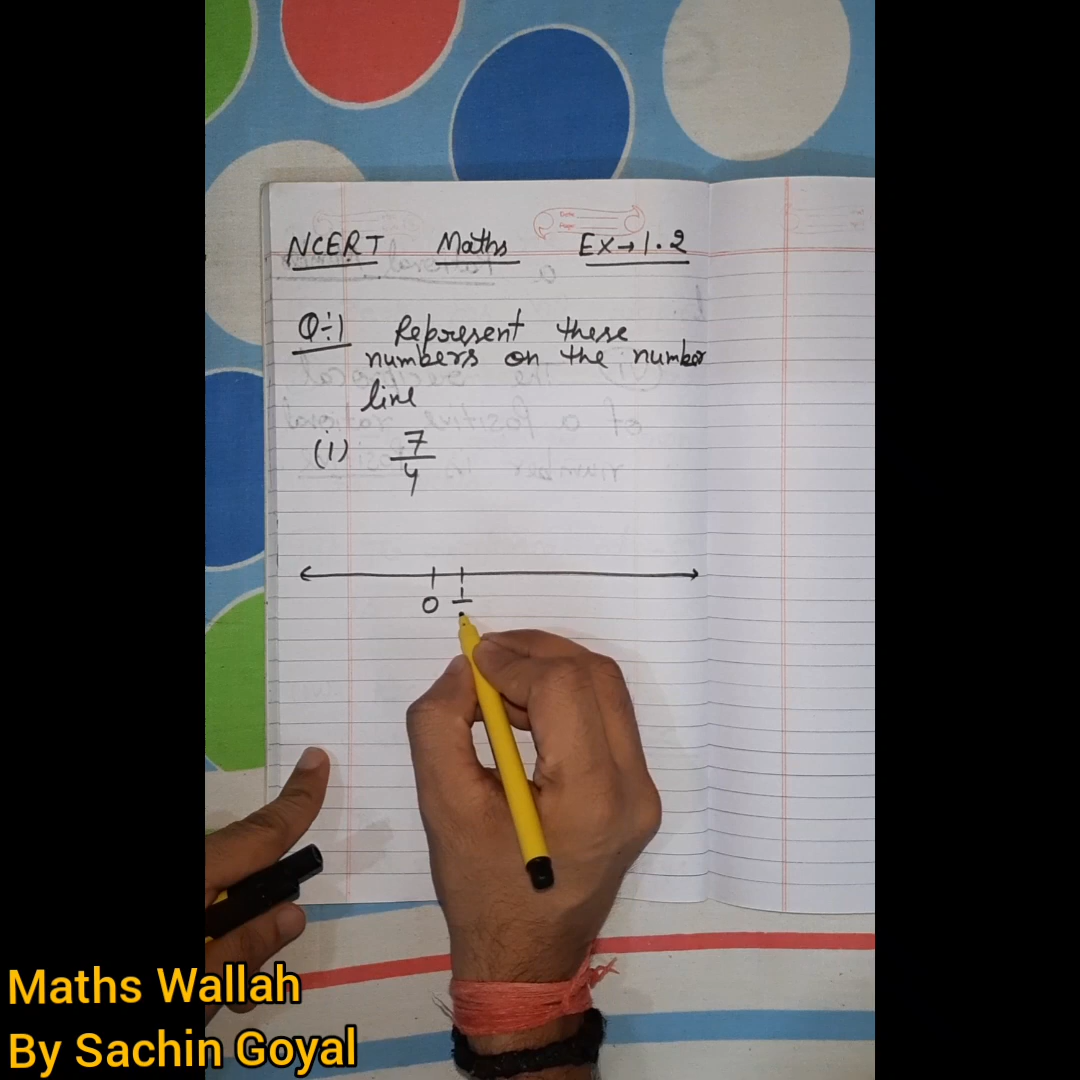 NCERT Maths EX→1.2
Q÷1 Represent these
numbers on the number
line
(i) 7/4
0 1
Maths Wallah
By Sachin Goyal